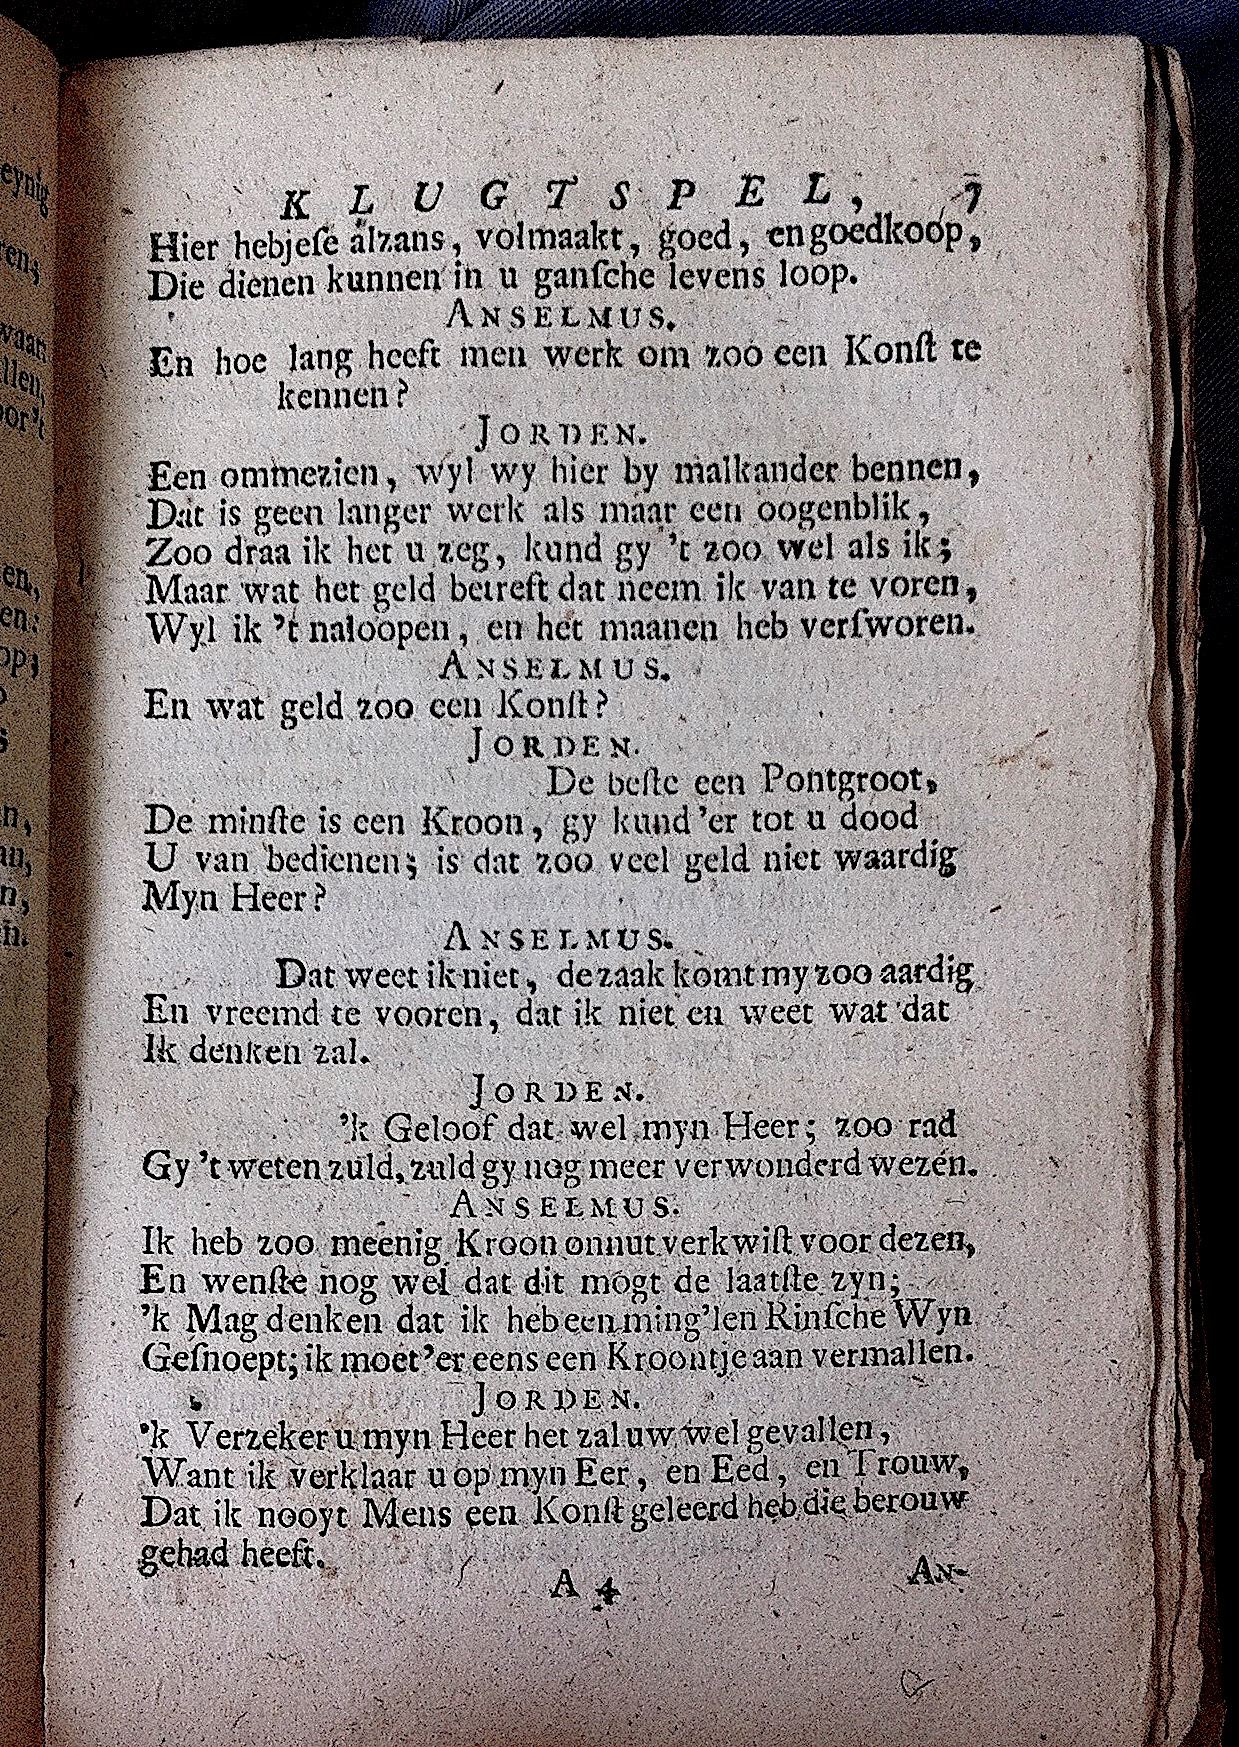 KLUGTSPEL, 7
Hier hebjeſe alzans, volmaakt, goed, en goedkoop,
Die dienen kunnen in u ganſche levens loop.
ANSELMUS.
En hoe lang heeft men werk om zoo een Konſt te
kennen?
JORDEN.
Een ommezien, wyl wy hier by malkander bennen,
Dat is geen langer werk als maar een oogenblik,
Zoo draa ik het u zeg, kund gy 't zoo wel als ik;
Maar wat het geld betreft dat neem ik van te voren,
Wyl ik 't naloopen, en het maanen heb verſworen.
ANSELMUS.
En wat geld zoo een Konſt?
JORDEN.
De beſte een Pontgroot,
De minſte is een Kroon, gy kund'er tot u dood
U van bedienen; is dat zoo veel geld niet waardig
Myn Heer?
ANSELMUS.
Dat weet ik niet, de zaak komt my zoo aardig
En vreemd te vooren, dat ik niet en weet wat dat
Ik denken zal.
JORDEN.
'k Geloof dat wel myn Heer; zoo rad
Gy 't weten zuld, zuld gy nog meer verwonderd wezen.
ANSELMUS.
Ik heb zoo meenig Kroon onnut verkwiſt voor dezen,
En wenſte nog wel dat dit mogt de laatſte zyn;
'k Mag denken dat ik heb een ming'len Rinſche Wyn
Geſnoept; ik moet'er eens een Kroontje aan vermallen.
JORDEN.
'k Verzeker u myn Heer het zal uw wel gevallen,
Want ik verklaar u op myn Eer, en Eed, en Trouw,
Dat ik nooyt Mens een Konſt geleerd heb die berouw
gehad heeft.
A 4 AN-